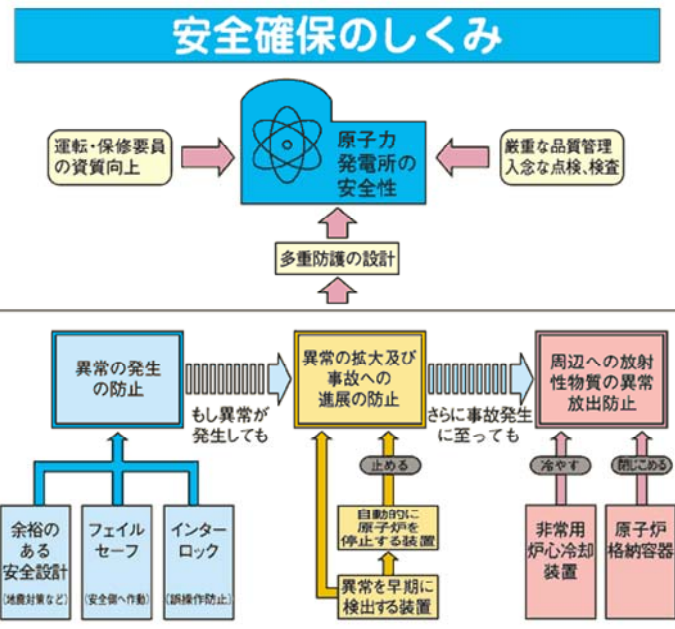 安全確保のしくみ
運転・保修要員
の資質向上
原子力
発電所の
安全性
厳重な品質管理
入念な点検、検査
多重防護の設計
異常の発生
の防止
もし異常が
発生しても
異常の拡大及び
事故への
進展の防止
さらに事故発生
に至っても
周辺への放射
性物質の異常
放出防止
止める
冷やす
閉じこめる
余裕の
ある
安全設計
(地震対策など)
フェイル
セーフ
(安全側へ作動)
インター
ロック
(誤操作防止)
自動的に
原子炉を
停止する装置
異常を早期に
検出する装置
非常用
炉心冷却
装置
原子炉
格納容器